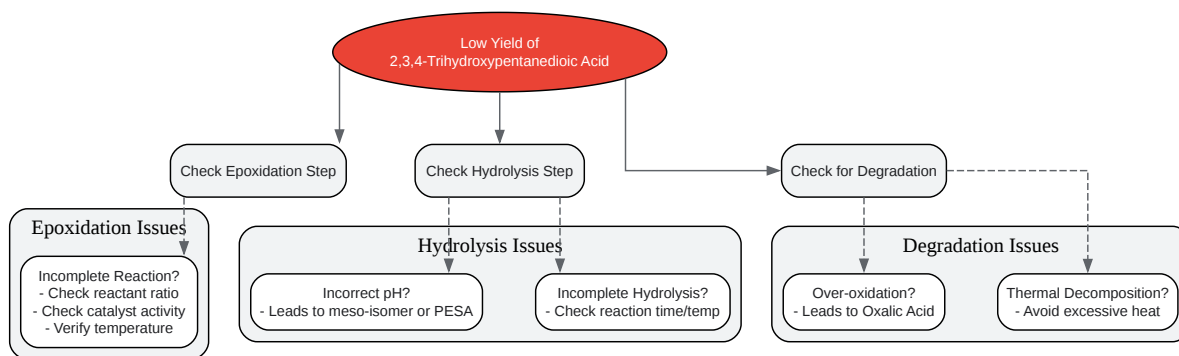 Low Yield of
2,3,4-Trihydroxypentanedioic Acid
Check Epoxidation Step
Check Hydrolysis Step
Check for Degradation
Epoxidation Issues
Incomplete Reaction?
- Check reactant ratio
- Check catalyst activity
- Verify temperature
Hydrolysis Issues
Incorrect pH?
- Leads to meso-isomer or PESA
Incomplete Hydrolysis?
- Check reaction time/temp
Degradation Issues
Over-oxidation?
- Leads to Oxalic Acid
Thermal Decomposition?
- Avoid excessive heat